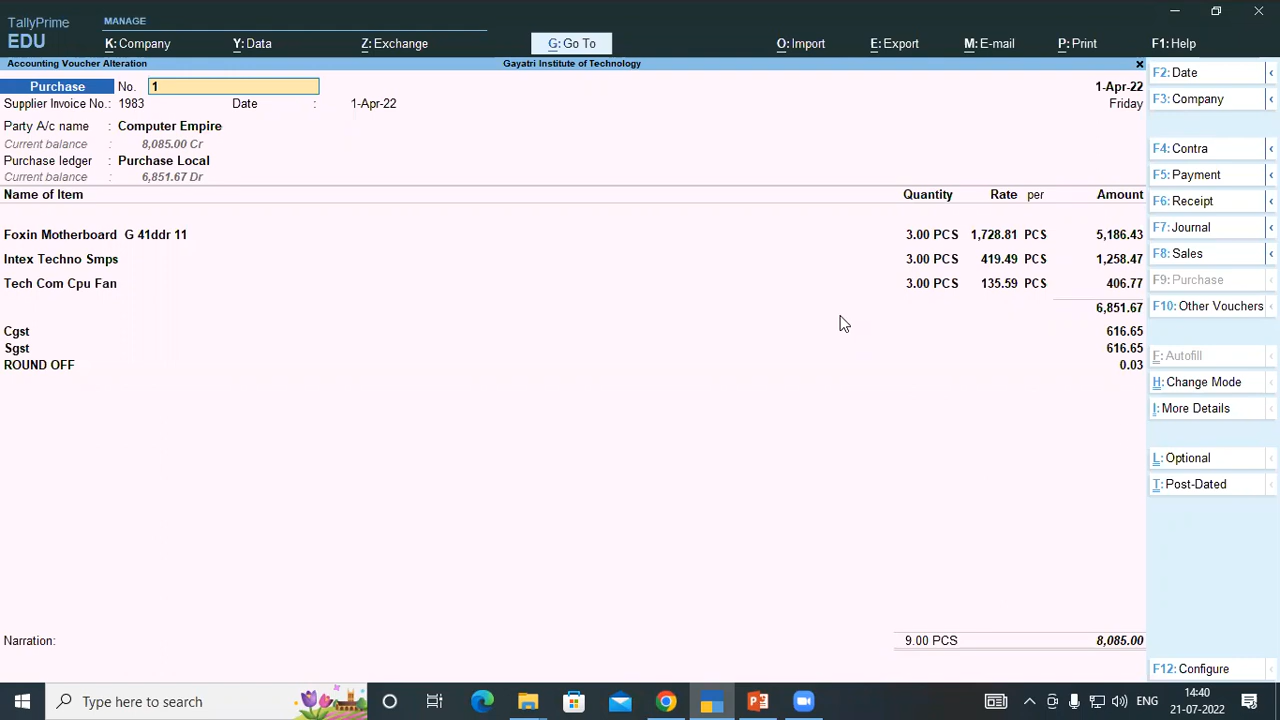 TallyPrime
EDU
MANAGE
K: Company
Y: Data
Z: Exchange
G: Go To
O: Import
E: Export
M: E-mail
P: Print
F1: Help
Accounting Voucher Alteration
Gayatri Institute of Technology
Purchase No. 1
1-Apr-22
Supplier Invoice No.: 1983 Date : 1-Apr-22
Friday
Party A/c name : Computer Empire
Current balance : 8,085.00 Cr
Purchase ledger : Purchase Local
Current balance : 6,851.67 Dr
Name of Item Quantity Rate per Amount
Foxin Motherboard G 41ddr 11 3.00 PCS 1,728.81 PCS 5,186.43
Intex Techno Smps 3.00 PCS 419.49 PCS 1,258.47
Tech Com Cpu Fan 3.00 PCS 135.59 PCS 406.77
6,851.67
Cgst 616.65
Sgst 616.65
ROUND OFF 0.03
Narration: 9.00 PCS 8,085.00
F2: Date
F3: Company
F4: Contra
F5: Payment
F6: Receipt
F7: Journal
F8: Sales
F9: Purchase
F10: Other Vouchers
F: Autofill
H: Change Mode
I: More Details
L: Optional
T: Post-Dated
F12: Configure
Type here to search
ENG
14:40
21-07-2022